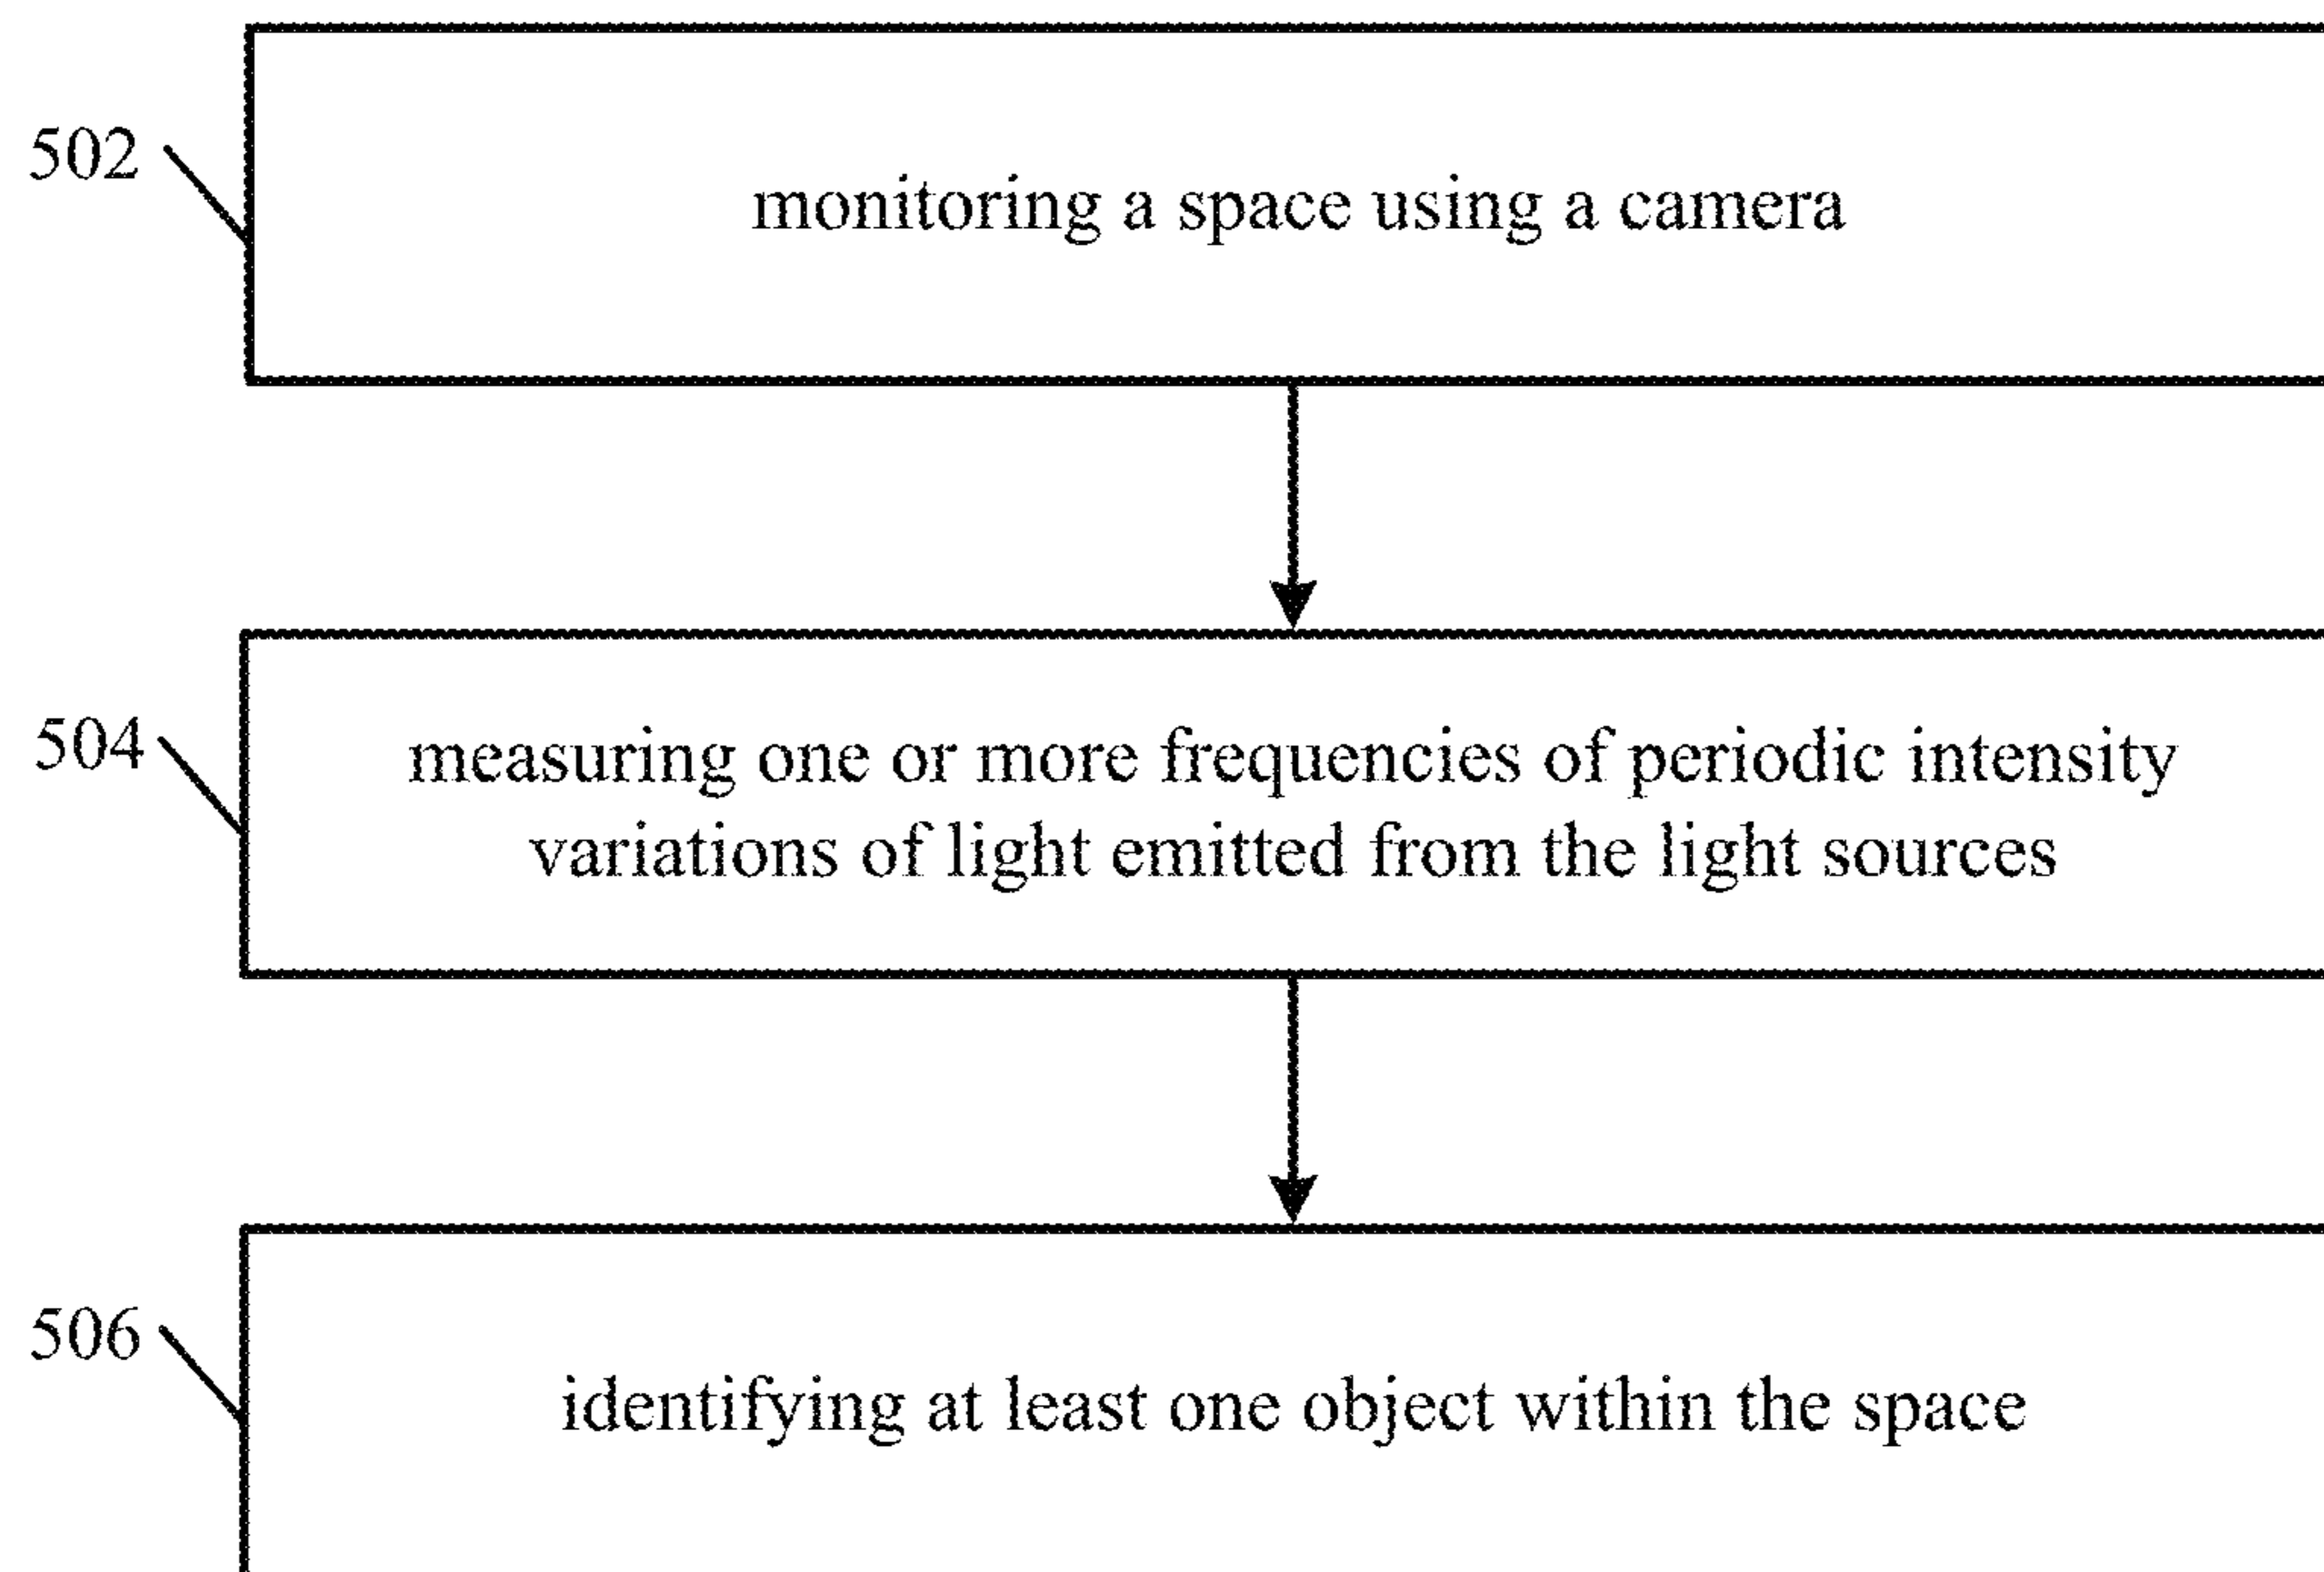 502
monitoring a space using a camera
504
measuring one or more frequencies of periodic intensity
variations of light emitted from the light sources
506
identifying at least one object within the space